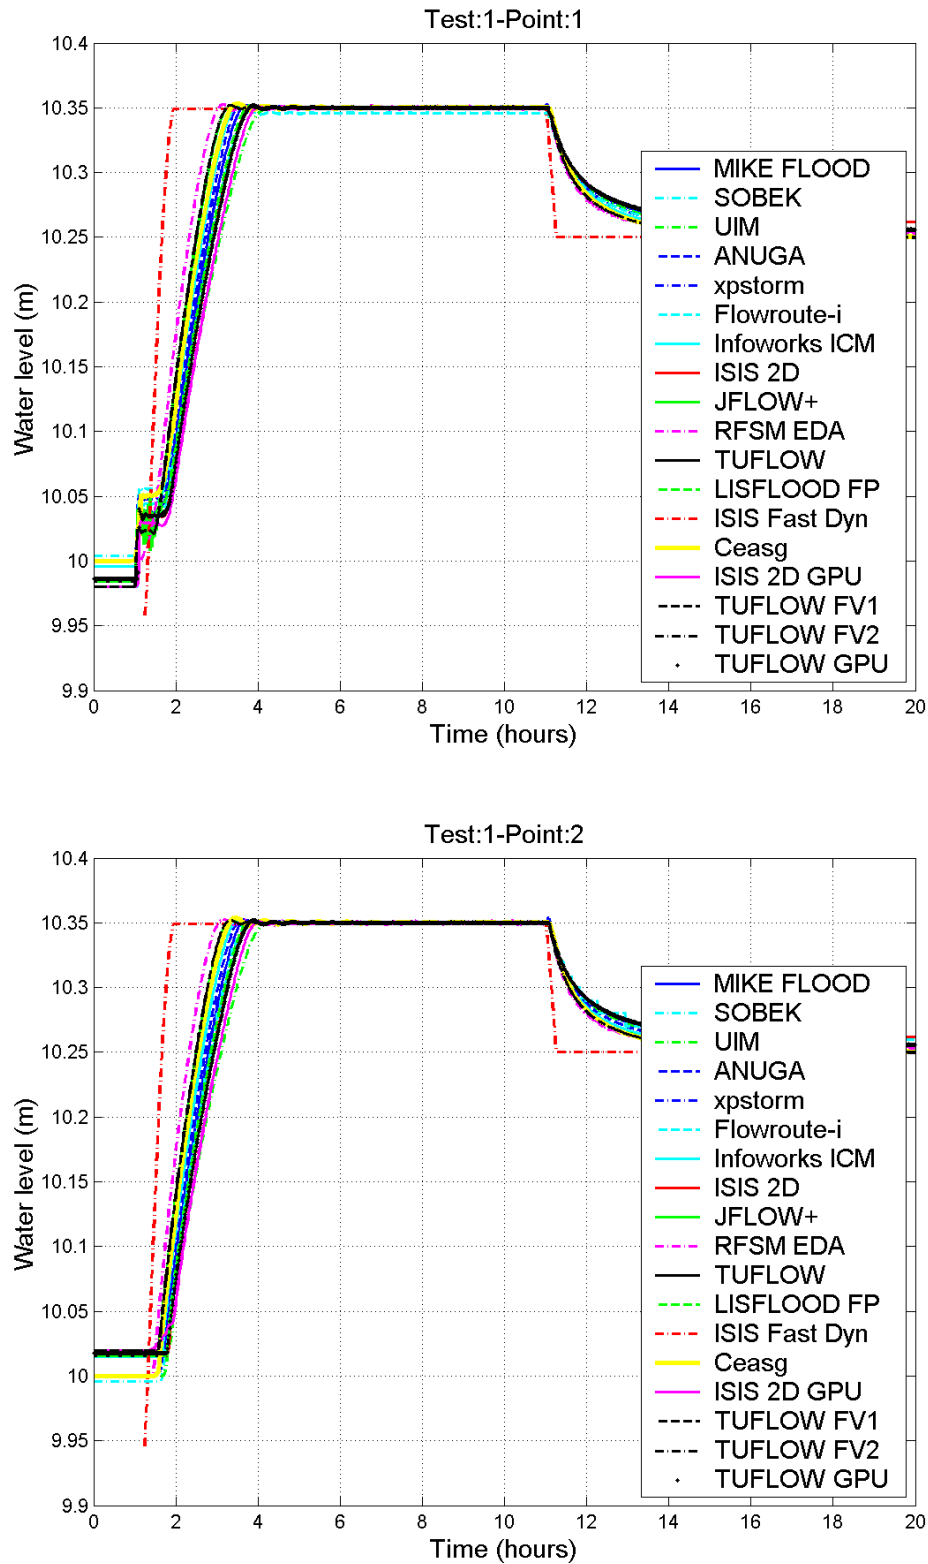 Test:1-Point:1
10.4
10.35
10.3
10.25
10.2
10.15
10.1
10.05
10
9.95
9.9
Water level (m)
MIKE FLOOD
SOBEK
UIM
ANUGA
xpstorm
Flowroute-i
Infoworks ICM
ISIS 2D
JFLOW+
RFSM EDA
TUFLOW
LISFLOOD FP
ISIS Fast Dyn
Ceasg
ISIS 2D GPU
TUFLOW FV1
TUFLOW FV2
TUFLOW GPU
0 2 4 6 8 10 12 14 16 18 20
Time (hours)
Test:1-Point:2
10.4
10.35
10.3
10.25
10.2
10.15
10.1
10.05
10
9.95
9.9
Water level (m)
MIKE FLOOD
SOBEK
UIM
ANUGA
xpstorm
Flowroute-i
Infoworks ICM
ISIS 2D
JFLOW+
RFSM EDA
TUFLOW
LISFLOOD FP
ISIS Fast Dyn
Ceasg
ISIS 2D GPU
TUFLOW FV1
TUFLOW FV2
TUFLOW GPU
0 2 4 6 8 10 12 14 16 18 20
Time (hours)